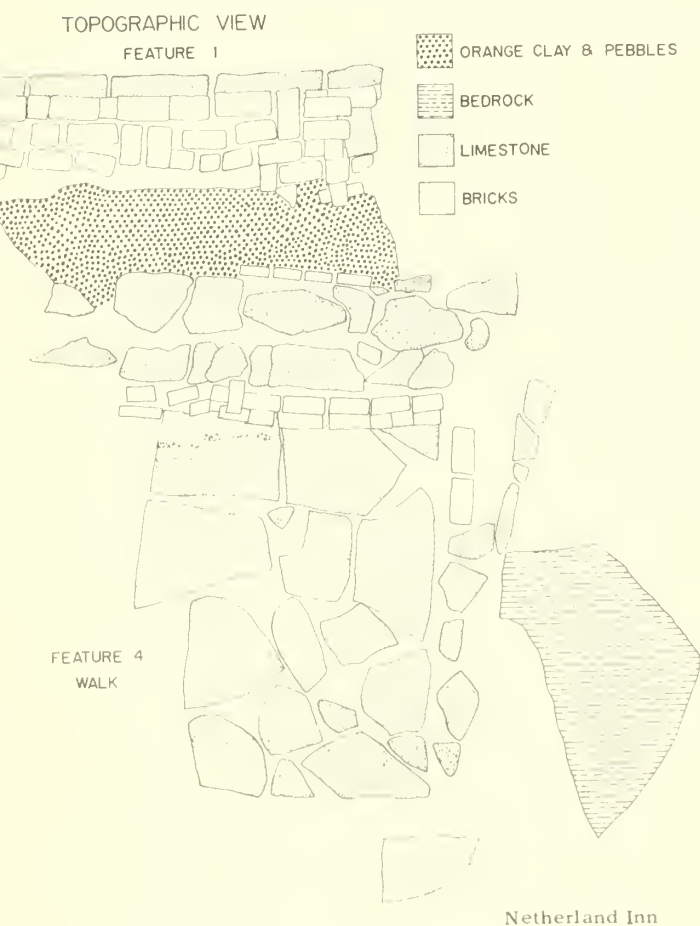 TOPOGRAPHIC VIEW
FEATURE 1
ORANGE CLAY & PEBBLES
BEDROCK
LIMESTONE
BRICKS
FEATURE 4
WALK
Netherland Inn